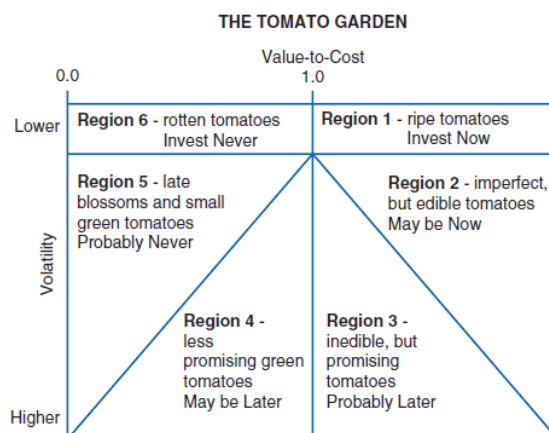 THE TOMATO GARDEN
Value-to-Cost
0.0
1.0
Lower
Region 6 - rotten tomatoes
Invest Never
Region 1 - ripe tomatoes
Invest Now
Region 5 - late
blossoms and small
green tomatoes
Probably Never
Region 2 - imperfect,
but edible tomatoes
May be Now
Volatility
Region 4 -
less
promising green
tomatoes
May be Later
Region 3 -
inedible, but
promising
tomatoes
Probably Later
Higher